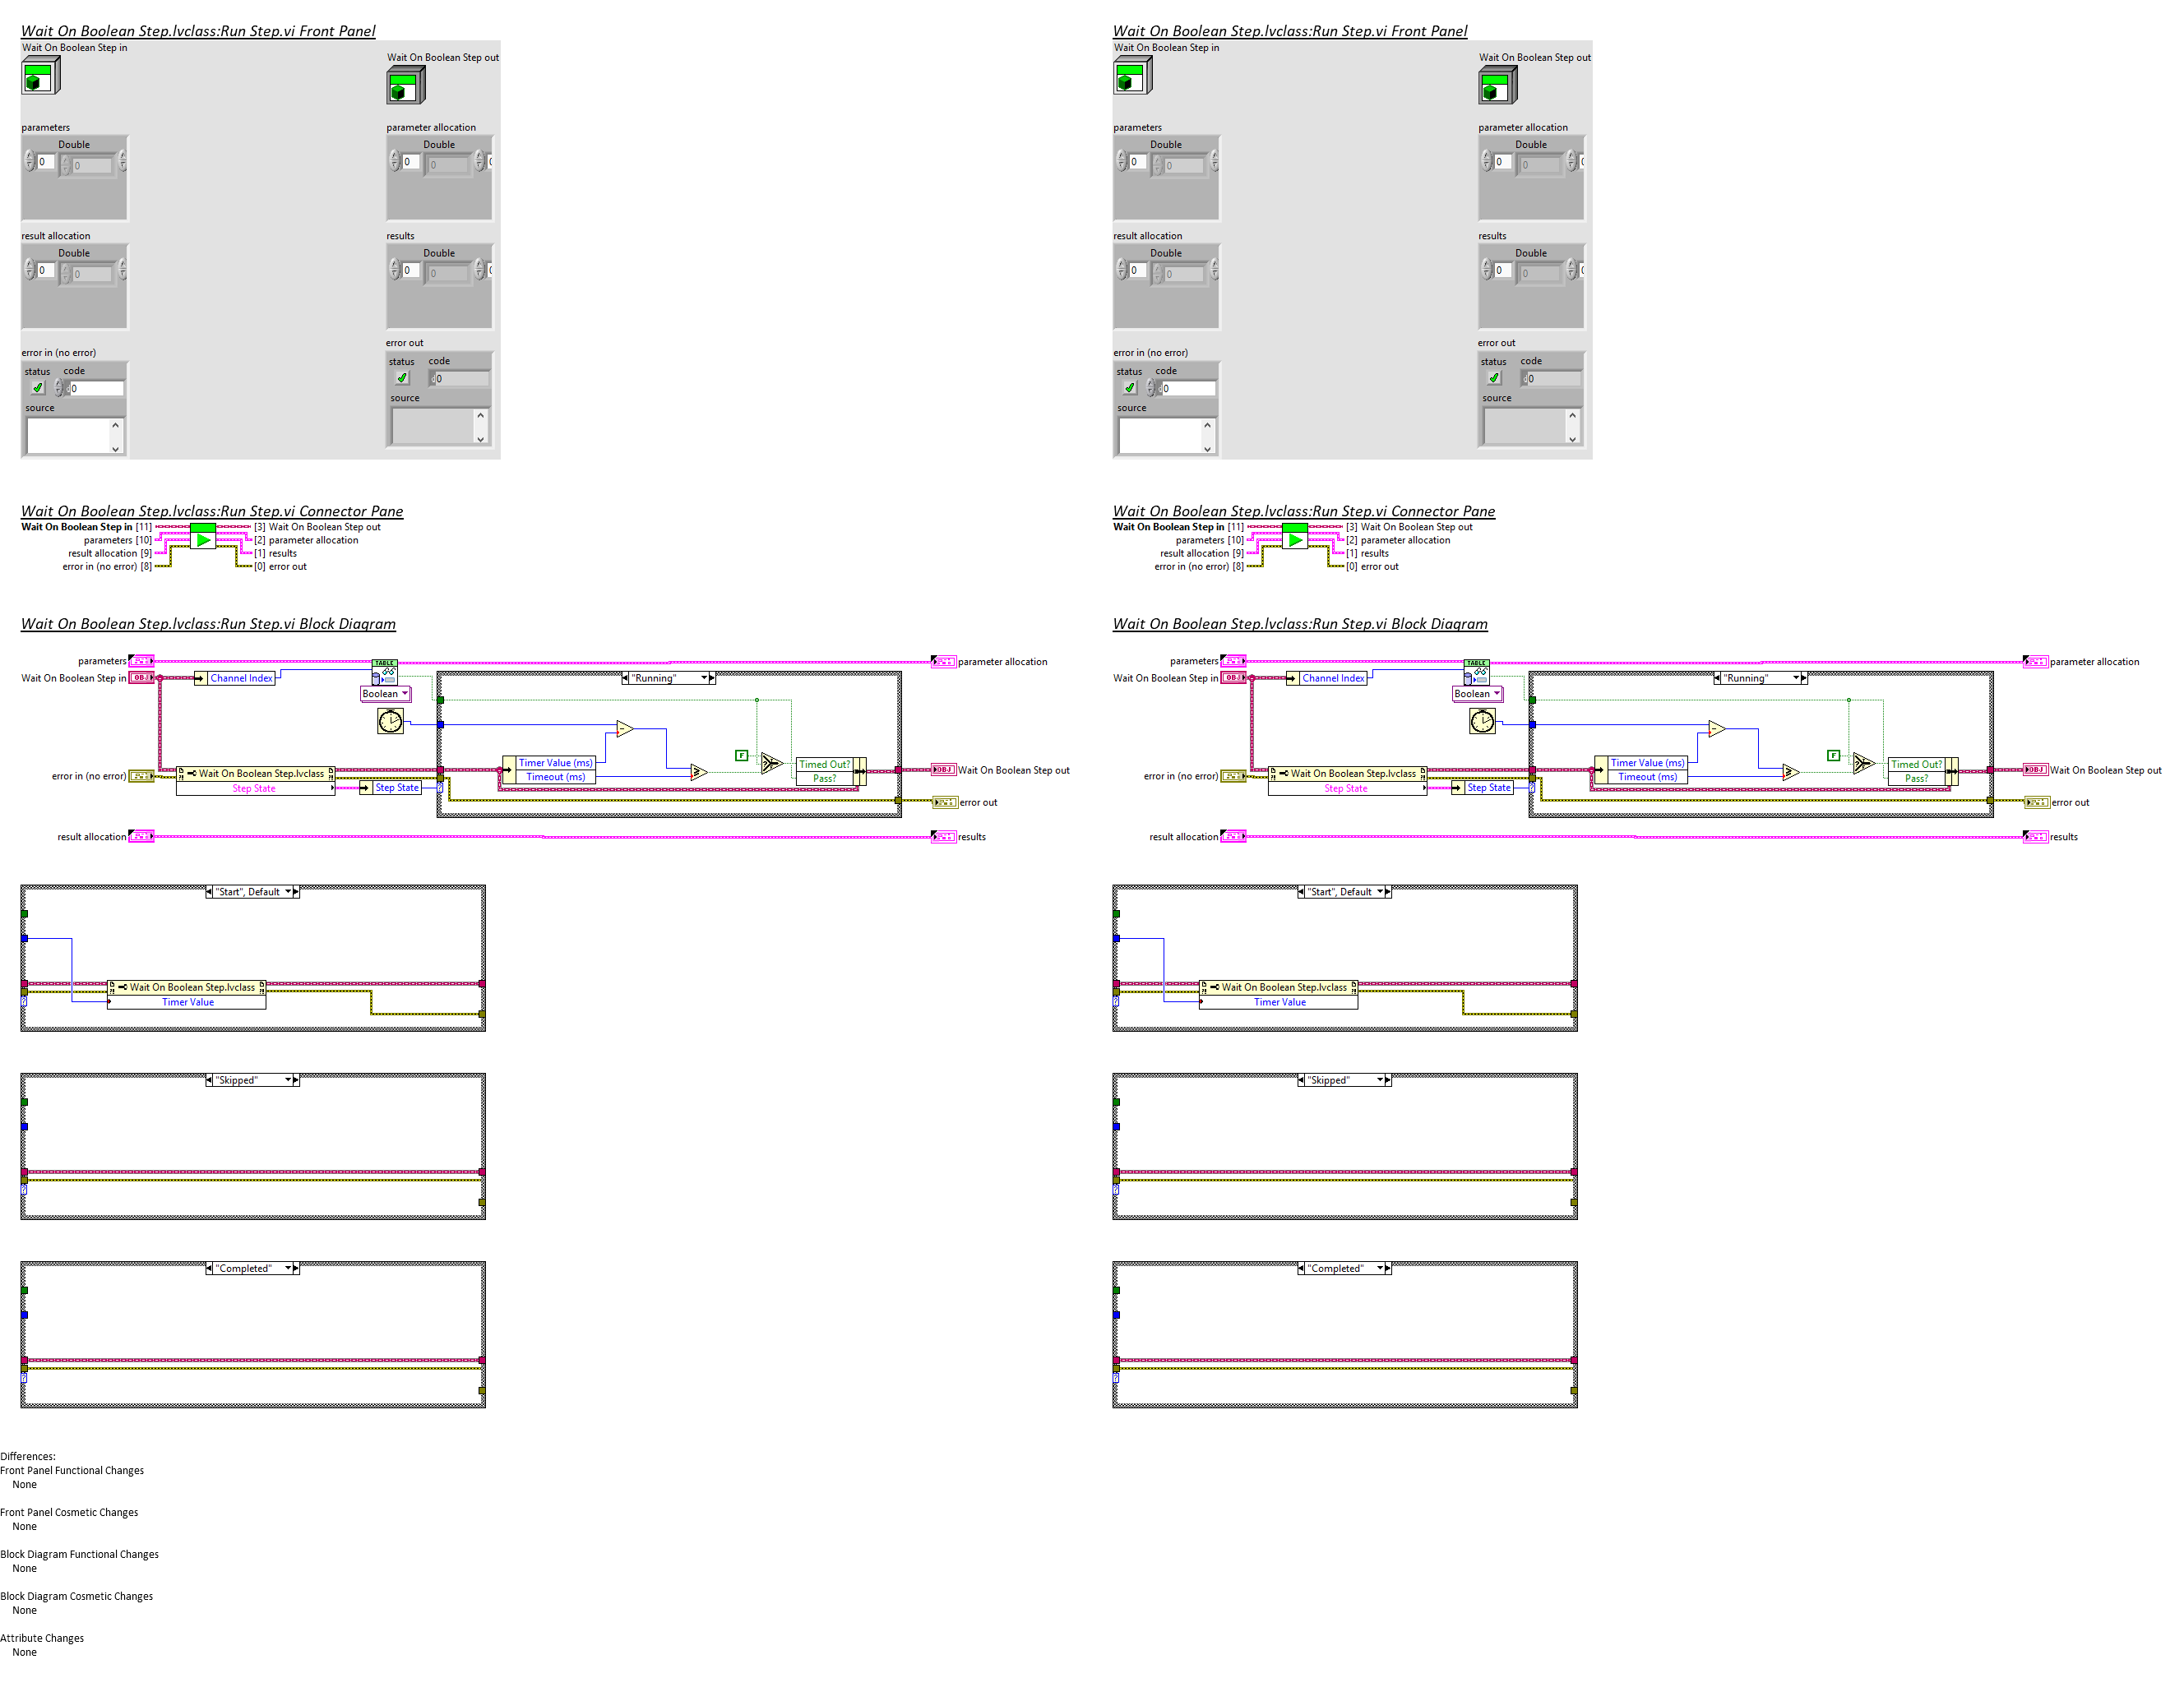 Wait On Boolean Step.lvclass:Run Step.vi Front Panel
Wait On Boolean Step in
Wait On Boolean Step out
parameters
parameter allocation
Double
Double
0
0
0
0
0
result allocation
results
Double
Double
0
0
0
0
0
error in (no error)
error out
status
code
status
code
0
0
source
source
Wait On Boolean Step.lvclass:Run Step.vi Connector Pane
Wait On Boolean Step in [11]
[3] Wait On Boolean Step out
parameters [10]
[2] parameter allocation
result allocation [9]
[1] results
error in (no error) [8]
[0] error out
Wait On Boolean Step.lvclass:Run Step.vi Block Diagram
parameters
TABLE
parameter allocation
Wait On Boolean Step in
OBJ
Channel Index
"Running"
Boolean
F
Timer Value (ms)
Timed Out?
OBJ
Wait On Boolean Step out
error in (no error)
Wait On Boolean Step.lvclass
Timeout (ms)
Pass?
Step State
Step State
?
error out
result allocation
results
"Start", Default
Wait On Boolean Step.lvclass
?
Timer Value
"Skipped"
?
"Completed"
?
Differences:
Front Panel Functional Changes
None
Front Panel Cosmetic Changes
None
Block Diagram Functional Changes
None
Block Diagram Cosmetic Changes
None
Attribute Changes
None
Wait On Boolean Step.lvclass:Run Step.vi Front Panel
Wait On Boolean Step in
Wait On Boolean Step out
parameters
parameter allocation
Double
Double
0
0
0
0
0
result allocation
results
Double
Double
0
0
0
0
0
error in (no error)
error out
status
code
status
code
0
0
source
source
Wait On Boolean Step.lvclass:Run Step.vi Connector Pane
Wait On Boolean Step in [11]
[3] Wait On Boolean Step out
parameters [10]
[2] parameter allocation
result allocation [9]
[1] results
error in (no error) [8]
[0] error out
Wait On Boolean Step.lvclass:Run Step.vi Block Diagram
parameters
TABLE
parameter allocation
Wait On Boolean Step in
OBJ
Channel Index
"Running"
Boolean
F
Timer Value (ms)
Timed Out?
OBJ
Wait On Boolean Step out
error in (no error)
Wait On Boolean Step.lvclass
Timeout (ms)
Pass?
Step State
Step State
?
error out
result allocation
results
"Start", Default
Wait On Boolean Step.lvclass
?
Timer Value
"Skipped"
?
"Completed"
?